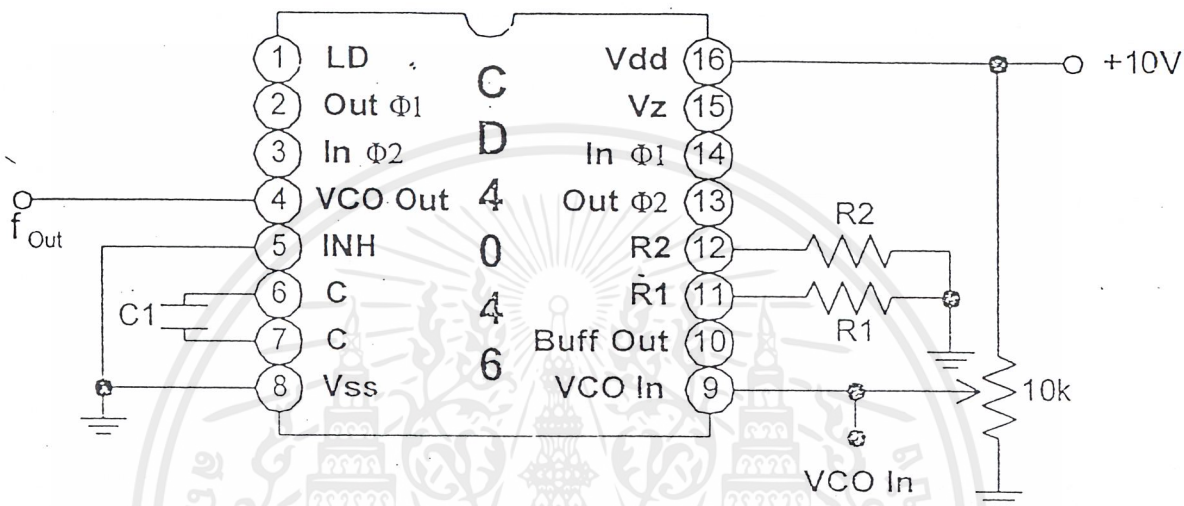 1 LD
2 Out Φ1
3 In Φ2
4 VCO Out
5 INH
6 C
7 C
8 Vss
C
D
4
0
4
6
Vdd 16
Vz 15
In Φ1 14
Out Φ2 13
R2 12
R1 11
Buff Out 10
VCO In 9
f Out
C1
+10V
R2
R1
10k
VCO In